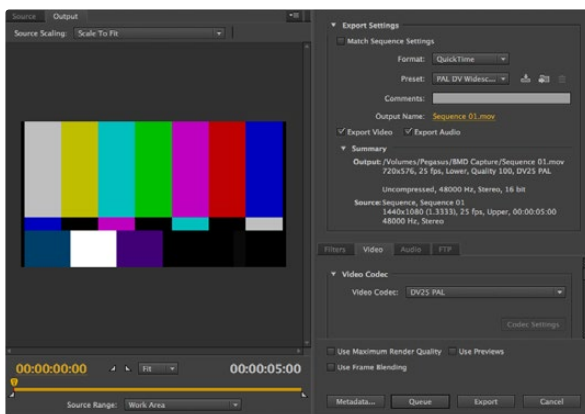 Source
Output
Source Scaling: Scale To Fit
00:00:00:00
Fit
00:00:05:00
Source Range: Work Area
Export Settings
Match Sequence Settings
Format: QuickTime
Preset: PAL DV Widesc...
Comments:
Output Name: Sequence 01.mov
Export Video Export Audio
Summary
Output: /Volumes/Pegasus/BMD Capture/Sequence 01.mov
720x576, 25 fps, Lower, Quality 100, DV25 PAL
Uncompressed, 48000 Hz, Stereo, 16 bit
Source: Sequence, Sequence 01
1440x1080 (1.3333), 25 fps, Upper, 00:00:05:00
48000 Hz, Stereo
Filters Video Audio FTP
Video Codec
Video Codec: DV25 PAL
Codec Settings
Use Maximum Render Quality Use Previews
Use Frame Blending
Metadata... Queue Export Cancel